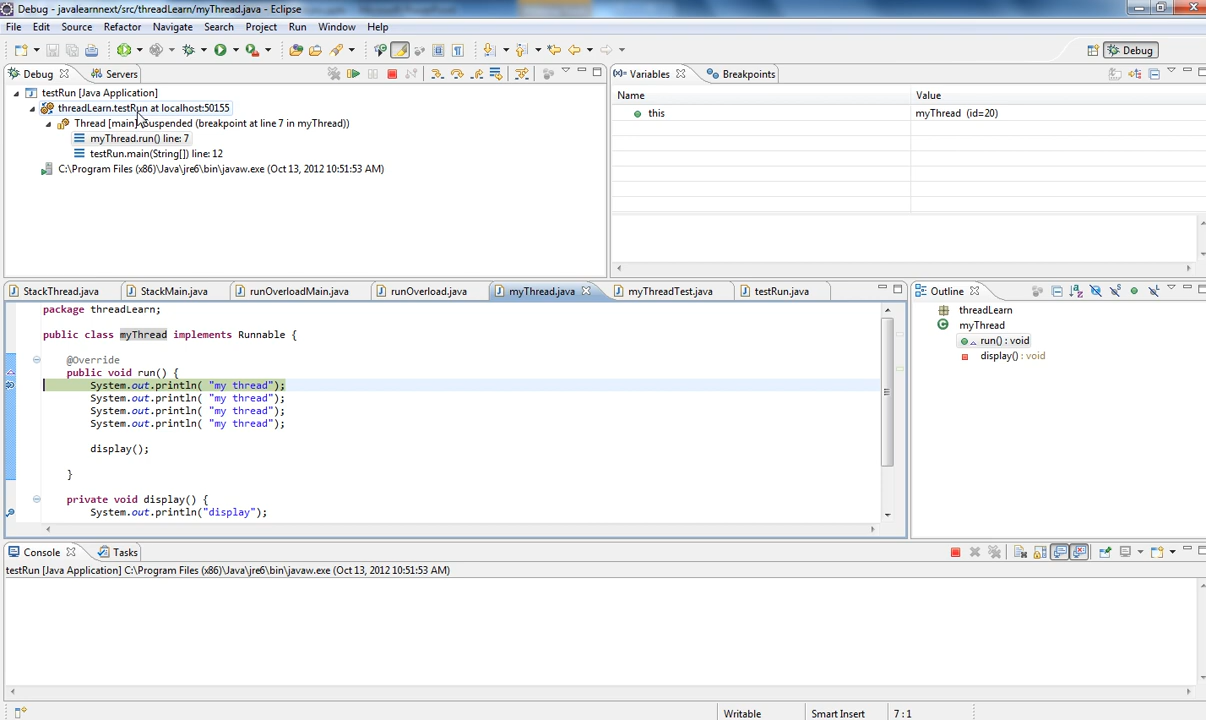 Debug - javalearnnext/src/threadLearn/myThread.java - Eclipse
File Edit Source Refactor Navigate Search Project Run Window Help
Debug
Debug Servers
testRun [Java Application]
threadLearn.testRun at localhost:50155
Thread [main] (Suspended (breakpoint at line 7 in myThread))
myThread.run() line: 7
testRun.main(String[]) line: 12
C:\Program Files (x86)\Java\jre6\bin\javaw.exe (Oct 13, 2012 10:51:53 AM)
(x)= Variables Breakpoints
Name Value
this myThread (id=20)
StackThread.java StackMain.java runOverloadMain.java runOverload.java myThread.java myThreadTest.java testRun.java
package threadLearn;
public class myThread implements Runnable {
@Override
public void run() {
System.out.println( "my thread");
System.out.println( "my thread");
System.out.println( "my thread");
System.out.println( "my thread");
display();
}
private void display() {
System.out.println("display");
Outline
threadLearn
myThread
run() : void
display() : void
Console Tasks
testRun [Java Application] C:\Program Files (x86)\Java\jre6\bin\javaw.exe (Oct 13, 2012 10:51:53 AM)
Writable Smart Insert 7 : 1